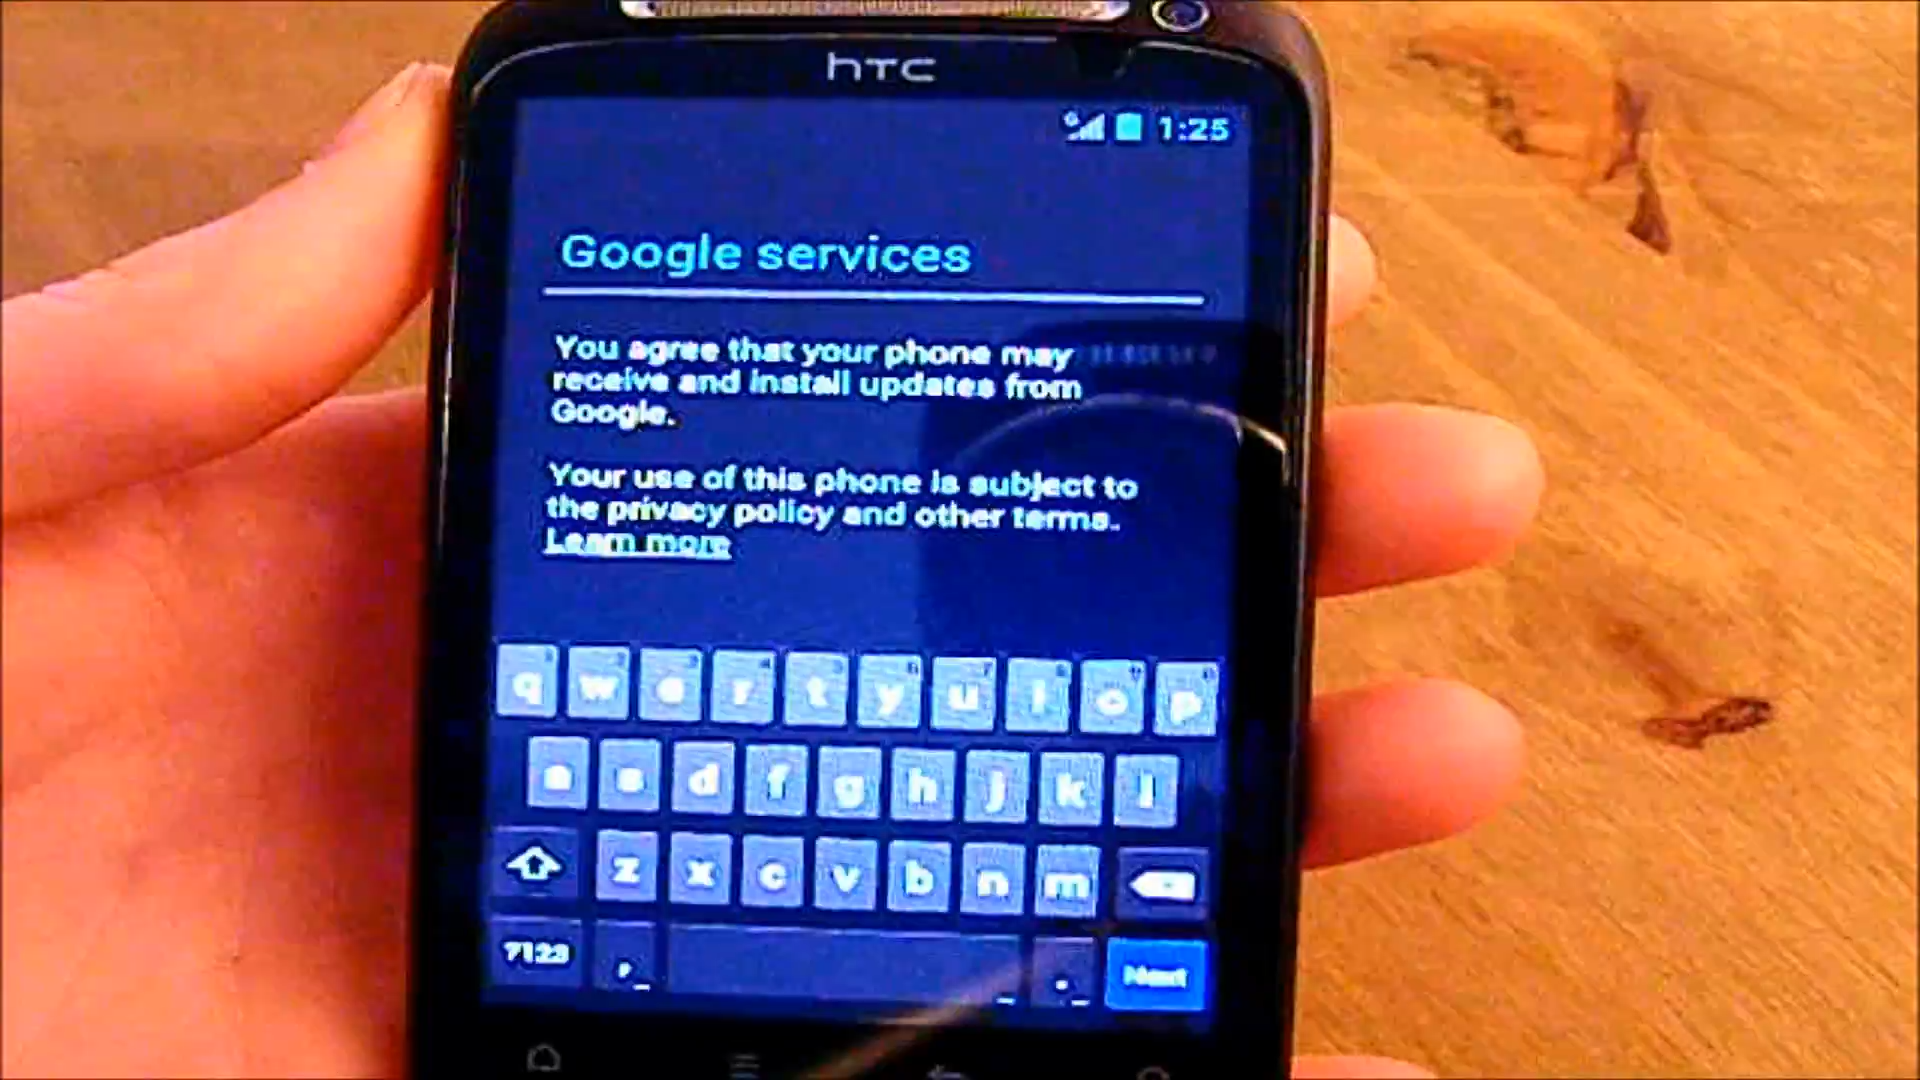 hTC
1:25
Google services
You agree that your phone may
receive and install updates from
Google.
Your use of this phone is subject to
the privacy policy and other terms.
Learn more
q w e r t y u i o p
a s d f g h j k l
z x c v b n m
?123 , .
Next